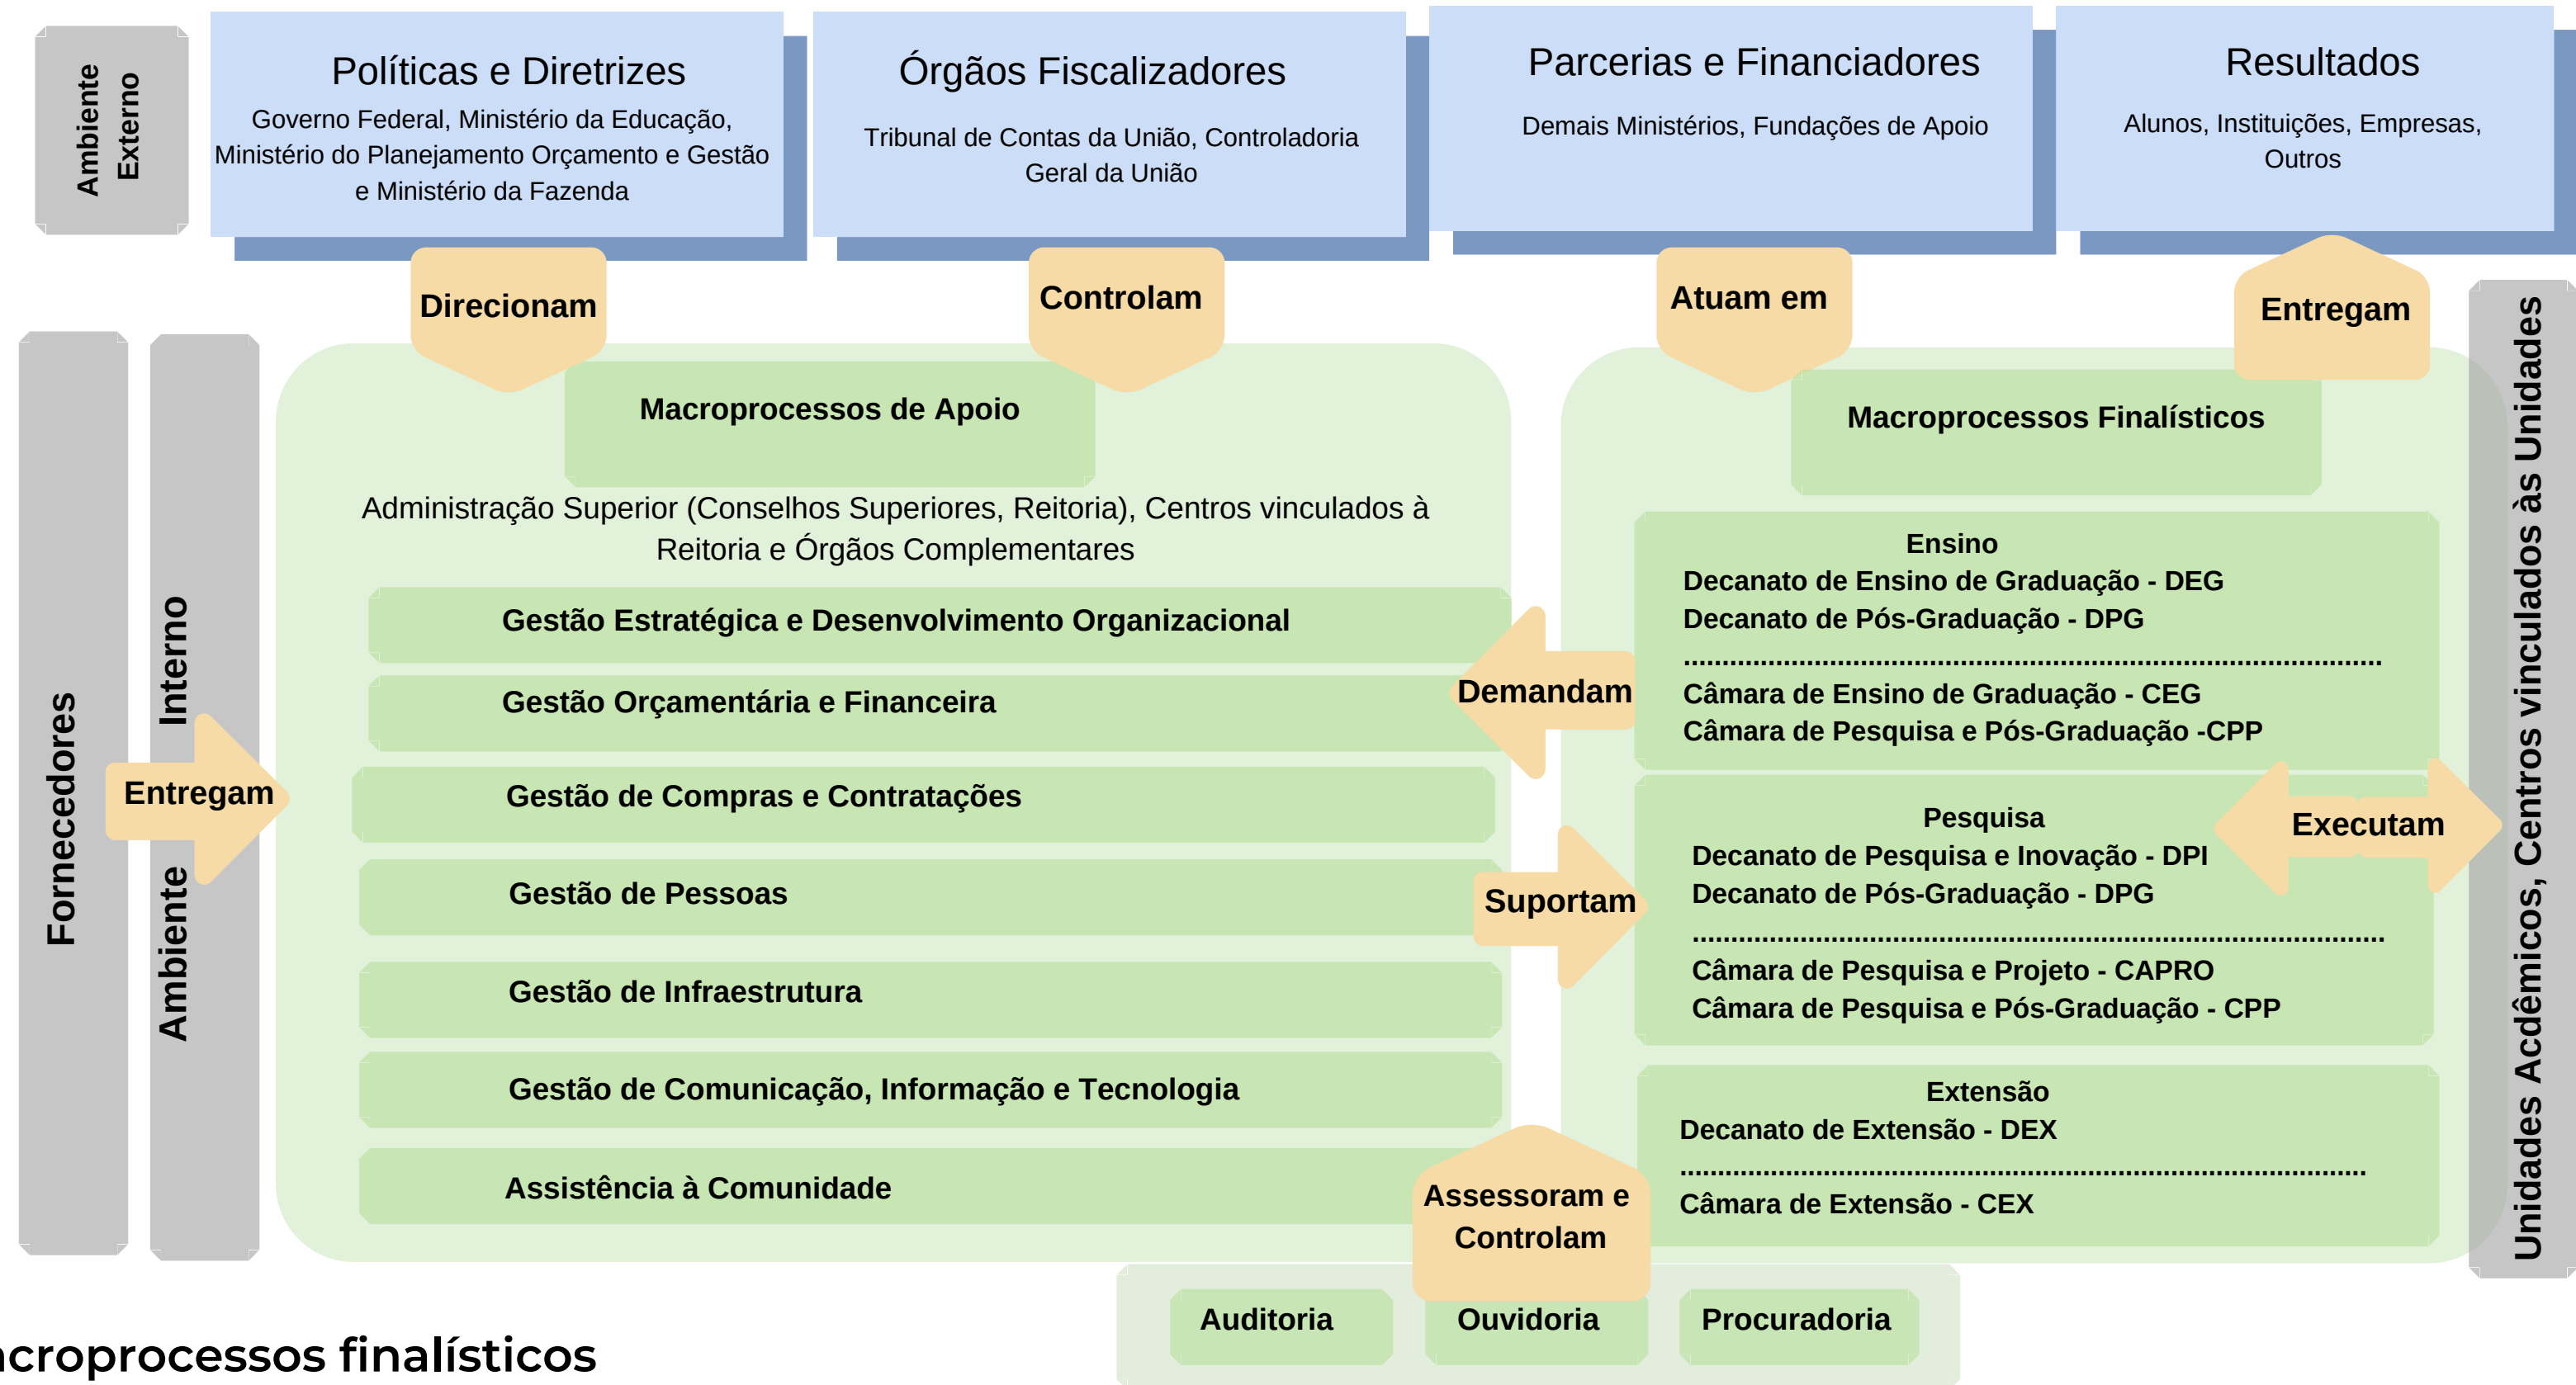 Ambiente
Externo
Políticas e Diretrizes
Governo Federal, Ministério da Educação,
Ministério do Planejamento Orçamento e Gestão
e Ministério da Fazenda
Órgãos Fiscalizadores
Tribunal de Contas da União, Controladoria
Geral da União
Parcerias e Financiadores
Demais Ministérios, Fundações de Apoio
Resultados
Alunos, Instituições, Empresas,
Outros
Direcionam
Controlam
Atuam em
Entregam
Fornecedores
Ambiente Interno
Entregam
Macroprocessos de Apoio
Administração Superior (Conselhos Superiores, Reitoria), Centros vinculados à
Reitoria e Órgãos Complementares
Gestão Estratégica e Desenvolvimento Organizacional
Gestão Orçamentária e Financeira
Gestão de Compras e Contratações
Gestão de Pessoas
Gestão de Infraestrutura
Gestão de Comunicação, Informação e Tecnologia
Assistência à Comunidade
Demandam
Suportam
Assessoram e
Controlam
Macroprocessos Finalísticos
Ensino
Decanato de Ensino de Graduação - DEG
Decanato de Pós-Graduação - DPG
Câmara de Ensino de Graduação - CEG
Câmara de Pesquisa e Pós-Graduação -CPP
Pesquisa
Decanato de Pesquisa e Inovação - DPI
Decanato de Pós-Graduação - DPG
Câmara de Pesquisa e Projeto - CAPRO
Câmara de Pesquisa e Pós-Graduação - CPP
Executam
Extensão
Decanato de Extensão - DEX
Câmara de Extensão - CEX
Unidades Acdêmicos, Centros vinculados às Unidades
Auditoria
Ouvidoria
Procuradoria
acroprocessos finalísticos